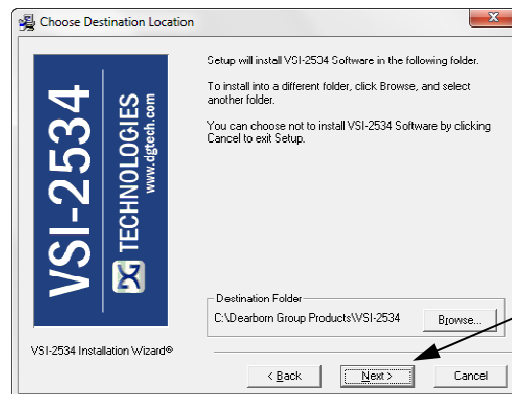 Choose Destination Location
x
VSI-2534
TECHNOLOGIES
www.dgtech.com
VSI-2534 Installation Wizard®
Setup will install VSI-2534 Software in the following folder.
To install into a different folder, click Browse, and select
another folder.
You can choose not to install VSI-2534 Software by clicking
Cancel to exit Setup.
Destination Folder
C:\Dearborn Group Products\VSI-2534
Browse...
< Back
Next >
Cancel